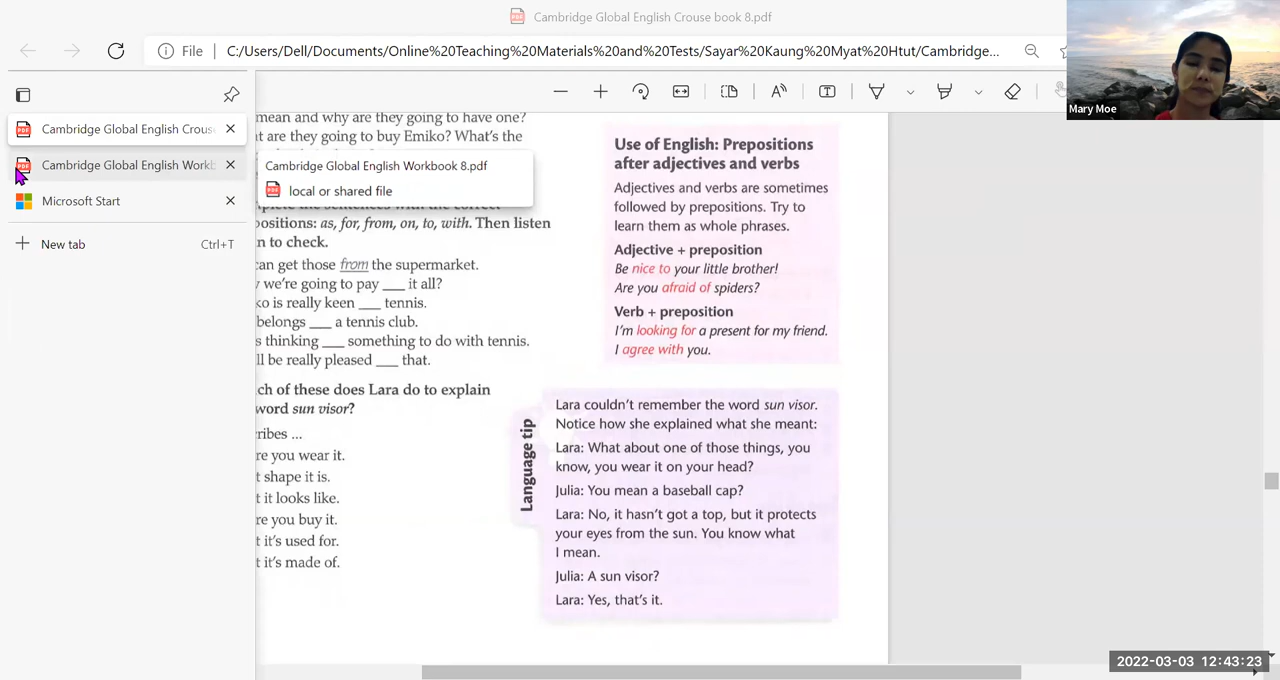 Cambridge Global English Crouse book 8.pdf
File
C:/Users/Dell/Documents/Online%20Teaching%20Materials%20and%20Tests/Sayar%20Kaung%20Myat%20Htut/Cambridge...
Mary Moe
Cambridge Global English Crous
Cambridge Global English Workb
Microsoft Start
New tab
Ctrl+T
Cambridge Global English Workbook 8.pdf
local or shared file
mean and why are they going to have one?
t are they going to buy Emiko? What's the
plete the sentences with the correct
positions: as, for, from, on, to, with. Then listen
n to check.
can get those from the supermarket.
we're going to pay ___ it all?
ko is really keen ___ tennis.
belongs ___ a tennis club.
s thinking ___ something to do with tennis.
ll be really pleased ___ that.
ch of these does Lara do to explain
word sun visor?
ribes ...
re you wear it.
t shape it is.
t it looks like.
re you buy it.
t it's used for.
t it's made of.
Use of English: Prepositions
after adjectives and verbs
Adjectives and verbs are sometimes
followed by prepositions. Try to
learn them as whole phrases.
Adjective + preposition
Be nice to your little brother!
Are you afraid of spiders?
Verb + preposition
I'm looking for a present for my friend.
I agree with you.
Language tip
Lara couldn't remember the word sun visor.
Notice how she explained what she meant:
Lara: What about one of those things, you
know, you wear it on your head?
Julia: You mean a baseball cap?
Lara: No, it hasn't got a top, but it protects
your eyes from the sun. You know what
I mean.
Julia: A sun visor?
Lara: Yes, that's it.
2022-03-03 12:43:23